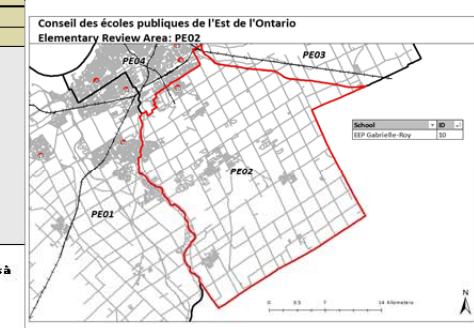 Conseil des écoles publiques de l'Est de l'Ontario
Elementary Review Area: PE02
PE04
PE03
School ID
EEP Gabrielle-Roy 10
PE02
PE01
N
0 3.5 7 14 Kilometers